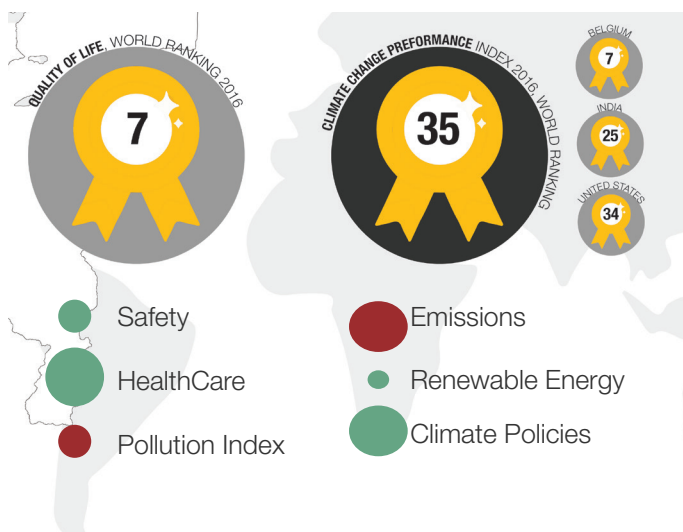 QUALITY OF LIFE, WORLD RANKING 2016
7
Safety
HealthCare
Pollution Index
CLIMATE CHANGE PREFORMANCE INDEX 2016, WORLD RANKING
35
BELGIUM
7
INDIA
25
UNITED STATES
34
Emissions
Renewable Energy
Climate Policies